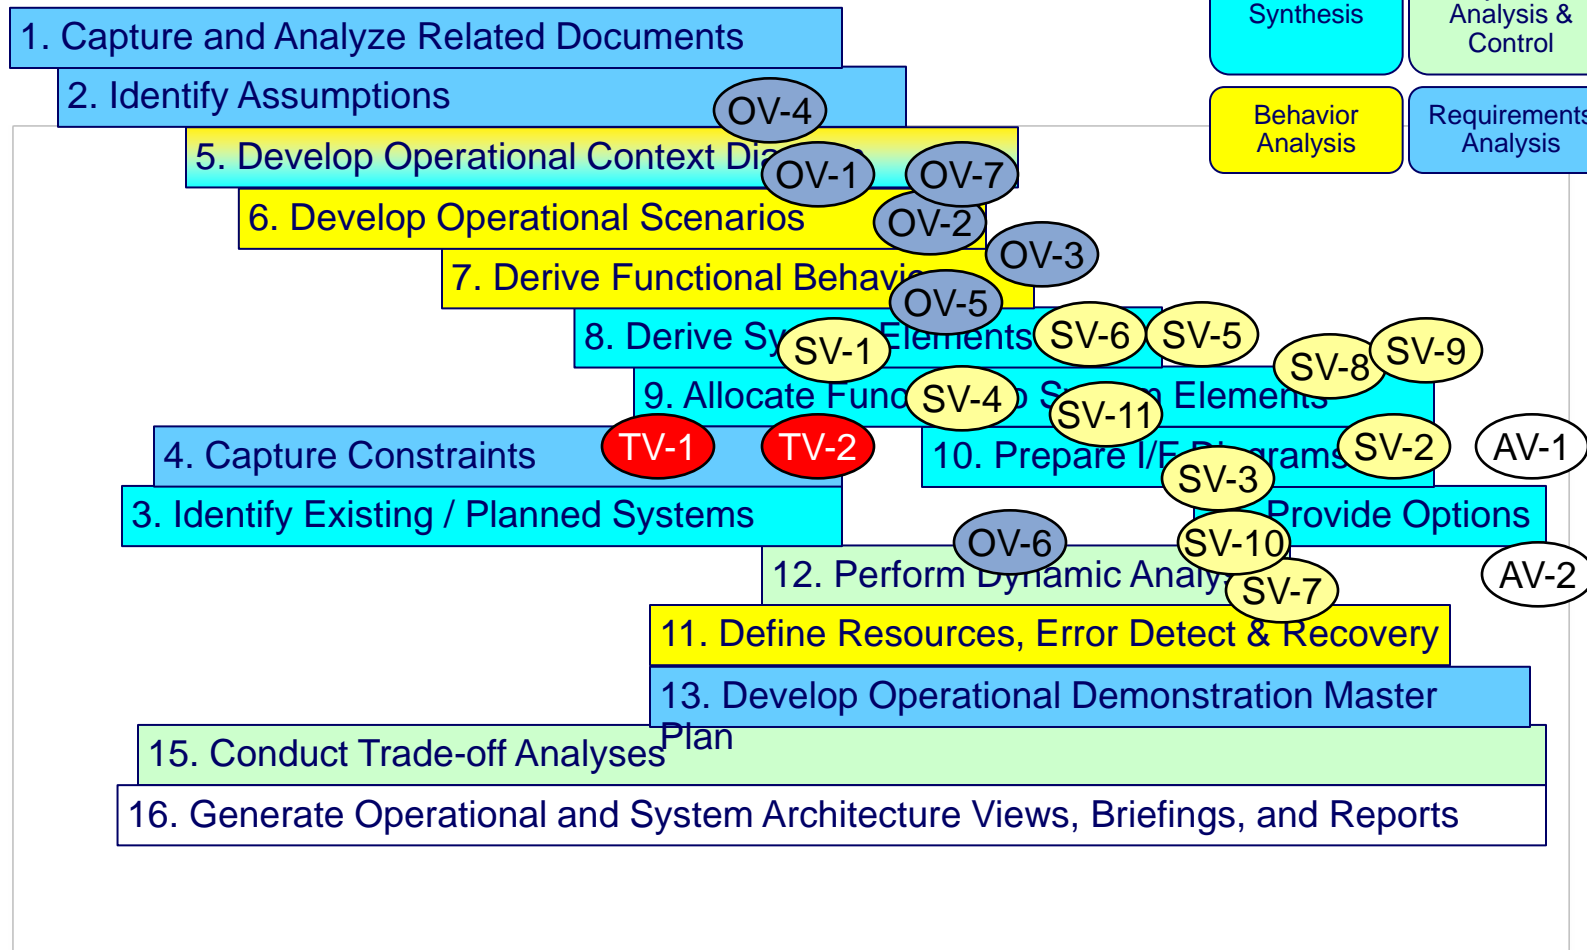 Synthesis
Analysis &
Control
1. Capture and Analyze Related Documents
2. Identify Assumptions
OV-4
Behavior
Analysis
Requirements
Analysis
5. Develop Operational Context
OV-1
OV-7
6. Develop Operational Scenarios
OV-2
OV-3
7. Derive Functional
OV-5
8. Derive
Elements
SV-1
SV-6
SV-5
SV-8
SV-9
9. Allocate
Elements
SV-4
SV-11
4. Capture Constraints
TV-1
TV-2
10. Prepare I/F
SV-2
AV-1
SV-3
3. Identify Existing / Planned Systems
Provide Options
OV-6
SV-10
12. Perform Dynamic
AV-2
SV-7
11. Define Resources, Error Detect & Recovery
13. Develop Operational Demonstration Master
Plan
15. Conduct Trade-off Analyses
16. Generate Operational and System Architecture Views, Briefings, and Reports